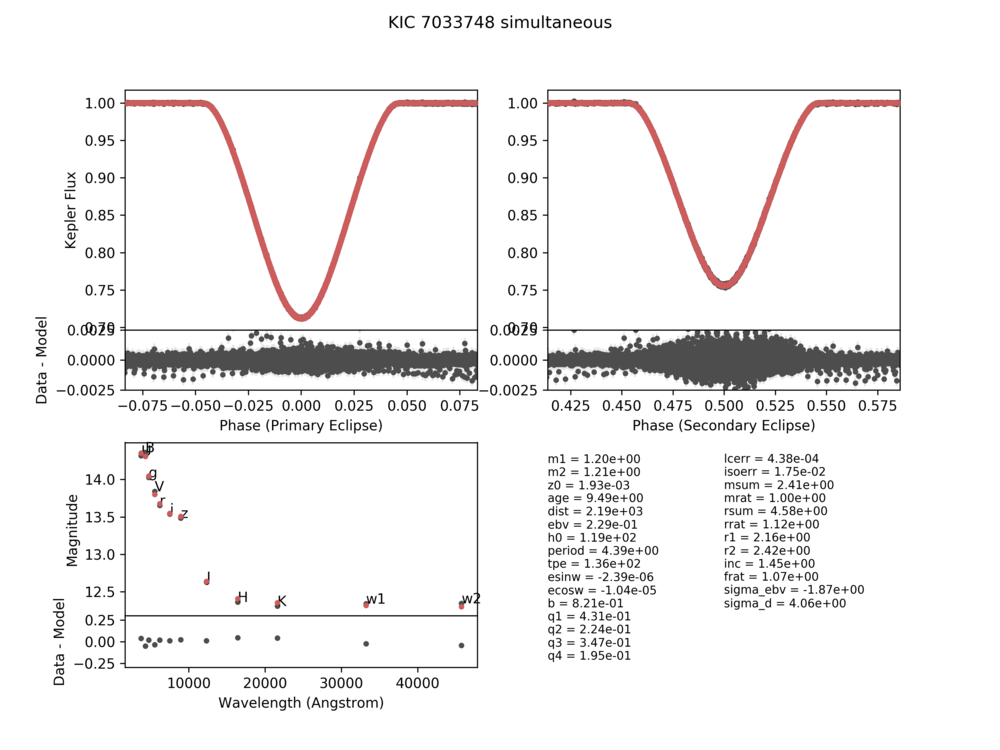 KIC 7033748 simultaneous
1.00
0.95
0.90
0.85
0.80
0.75
0.70
Kepler Flux
1.00
0.95
0.90
0.85
0.80
0.75
0.0025
0.0000
−0.0025
Data - Model
0.0025
0.0000
−0.0025
−0.075 −0.050 −0.025 0.000 0.025 0.050 0.075
Phase (Primary Eclipse)
0.425 0.450 0.475 0.500 0.525 0.550 0.575
Phase (Secondary Eclipse)
14.0
13.5
13.0
12.5
Magnitude
B
g
V
r
i
z
J
H
K
w1
w2
0.25
0.00
−0.25
Data - Model
10000 20000 30000 40000
Wavelength (Angstrom)
m1 = 1.20e+00
m2 = 1.21e+00
z0 = 1.93e-03
age = 9.49e+00
dist = 2.19e+03
ebv = 2.29e-01
h0 = 1.19e+02
period = 4.39e+00
tpe = 1.36e+02
esinw = -2.39e-06
ecosw = -1.04e-05
b = 8.21e-01
q1 = 4.31e-01
q2 = 2.24e-01
q3 = 3.47e-01
q4 = 1.95e-01
lcerr = 4.38e-04
isoerr = 1.75e-02
msum = 2.41e+00
mrat = 1.00e+00
rsum = 4.58e+00
rrat = 1.12e+00
r1 = 2.16e+00
r2 = 2.42e+00
inc = 1.45e+00
frat = 1.07e+00
sigma_ebv = -1.87e+00
sigma_d = 4.06e+00